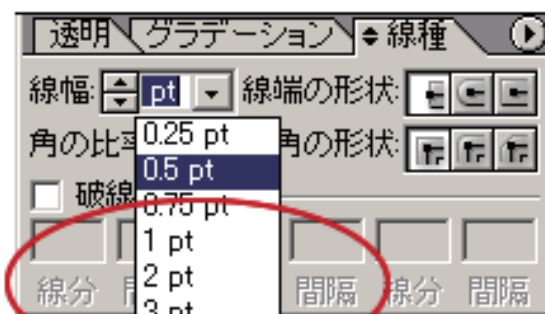 透明 グラデーション 線種
線幅: pt 線端の形状:
角の比率 角の形状:
0.25 pt
0.5 pt
破線
0.75 pt
1 pt
2 pt
3 pt
線分 間隔 線分 間隔